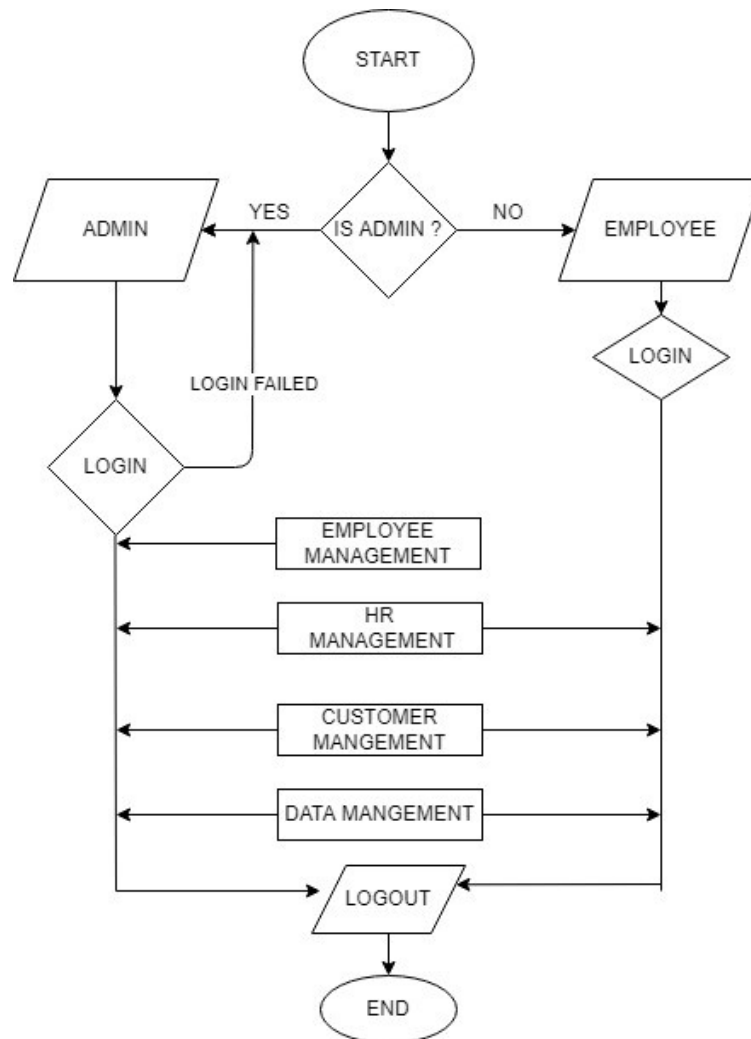 START
YES
IS ADMIN ?
NO
ADMIN
EMPLOYEE
LOGIN
LOGIN FAILED
LOGIN
EMPLOYEE
MANAGEMENT
HR
MANAGEMENT
CUSTOMER
MANGEMENT
DATA MANGEMENT
LOGOUT
END